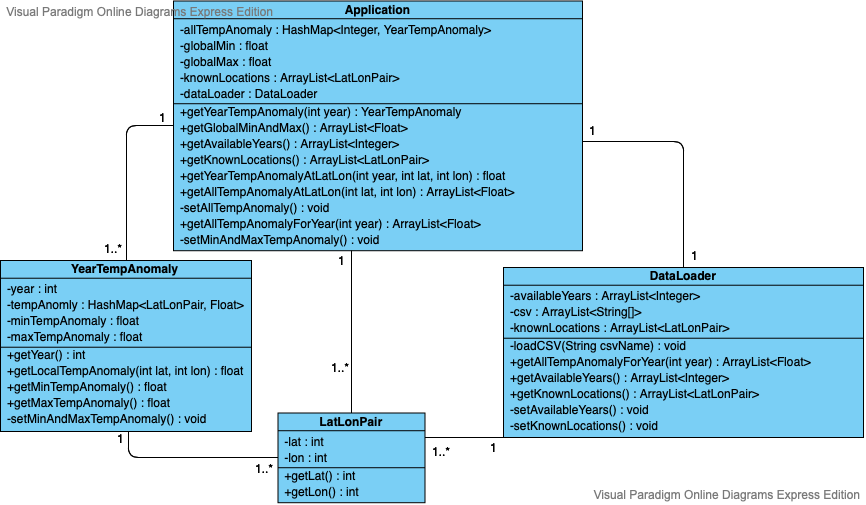 Visual Paradigm Online Diagrams Express Edition
Application
-allTempAnomaly : HashMap<Integer, YearTempAnomaly>
-globalMin : float
-globalMax : float
-knownLocations : ArrayList<LatLonPair>
-dataLoader : DataLoader
+getYearTempAnomaly(int year) : YearTempAnomaly
+getGlobalMinAndMax() : ArrayList<Float>
+getAvailableYears() : ArrayList<Integer>
+getKnownLocations() : ArrayList<LatLonPair>
+getYearTempAnomalyAtLatLon(int year, int lat, int lon) : float
+getAllTempAnomalyAtLatLon(int lat, int lon) : ArrayList<Float>
-setAllTempAnomaly() : void
+getAllTempAnomalyForYear(int year) : ArrayList<Float>
-setMinAndMaxTempAnomaly() : void
1
1
1..*
1
1
YearTempAnomaly
-year : int
-tempAnomly : HashMap<LatLonPair, Float>
-minTempAnomaly : float
-maxTempAnomaly : float
+getYear() : int
+getLocalTempAnomaly(int lat, int lon) : float
+getMinTempAnomaly() : float
+getMaxTempAnomaly() : float
-setMinAndMaxTempAnomaly() : void
DataLoader
-availableYears : ArrayList<Integer>
-csv : ArrayList<String[]>
-knownLocations : ArrayList<LatLonPair>
-loadCSV(String csvName) : void
+getAllTempAnomalyForYear(int year) : ArrayList<Float>
+getAvailableYears() : ArrayList<Integer>
+getKnownLocations() : ArrayList<LatLonPair>
-setAvailableYears() : void
-setKnownLocations() : void
1..*
LatLonPair
-lat : int
-lon : int
+getLat() : int
+getLon() : int
1
1..*
1..*
1
Visual Paradigm Online Diagrams Express Edition